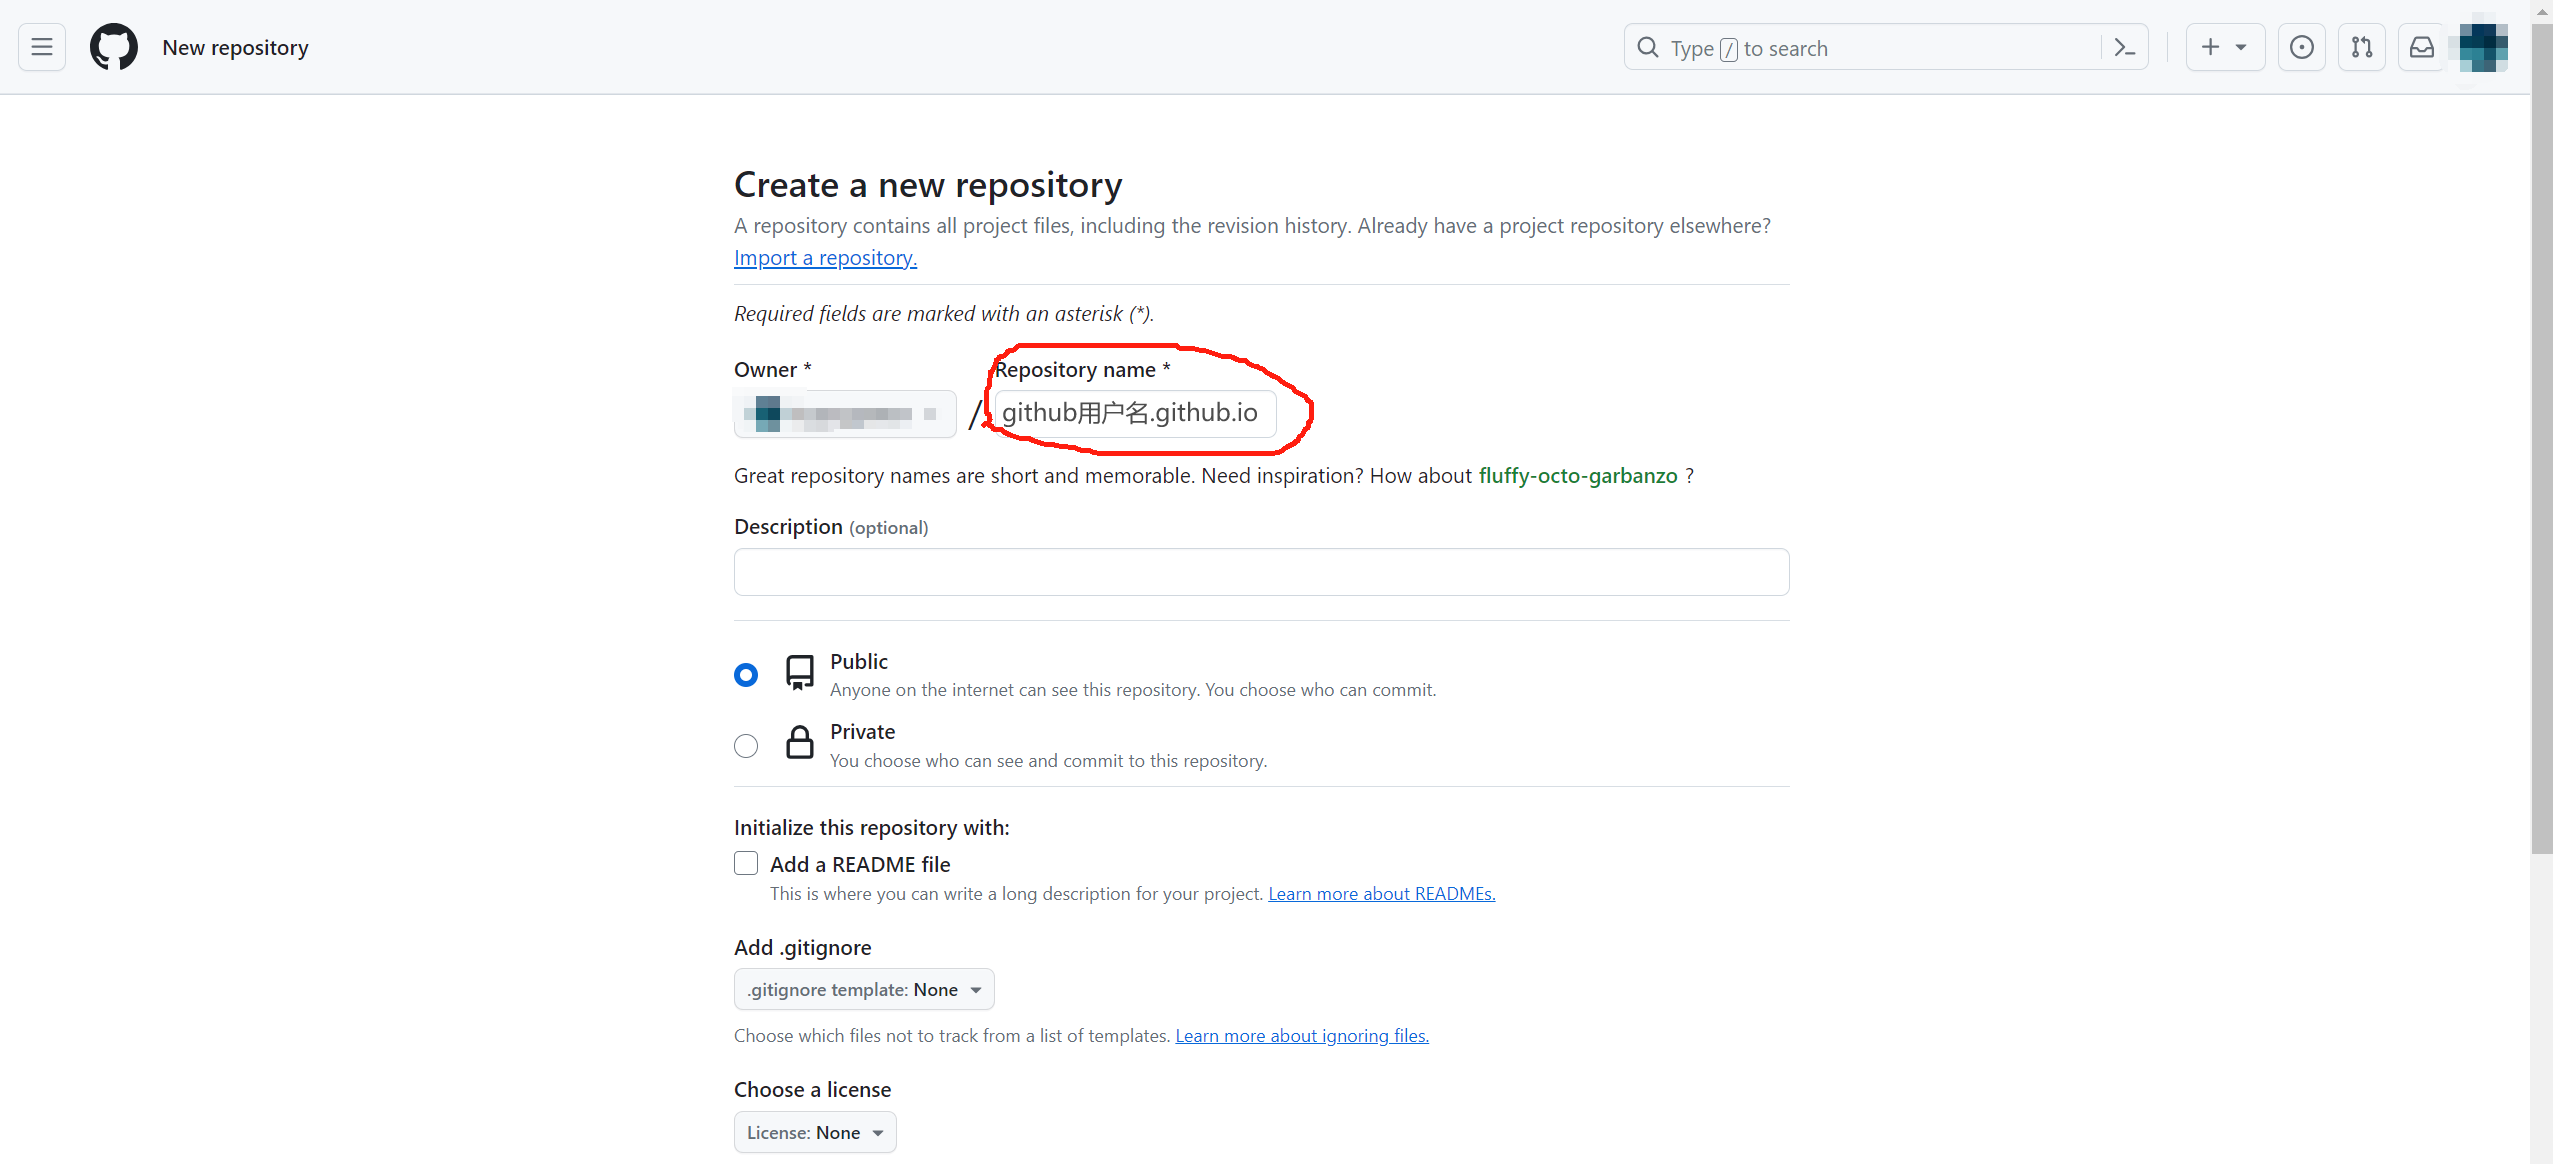 New repository
Type / to search
Create a new repository
A repository contains all project files, including the revision history. Already have a project repository elsewhere?
Import a repository.
Required fields are marked with an asterisk (*).
Owner *
Repository name *
/
github用户名.github.io
Great repository names are short and memorable. Need inspiration? How about fluffy-octo-garbanzo ?
Description (optional)
Public
Anyone on the internet can see this repository. You choose who can commit.
Private
You choose who can see and commit to this repository.
Initialize this repository with:
Add a README file
This is where you can write a long description for your project. Learn more about READMEs.
Add .gitignore
.gitignore template: None
Choose which files not to track from a list of templates. Learn more about ignoring files.
Choose a license
License: None